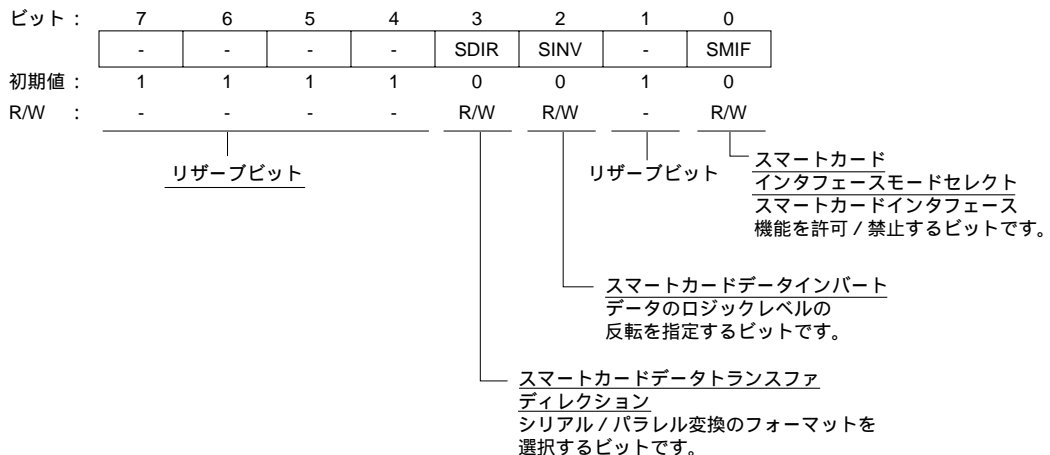 ビット : 7 6 5 4 3 2 1 0
- - - - SDIR SINV - SMIF
初期値 : 1 1 1 1 0 0 1 0
R/W : - - - - R/W R/W - R/W
リザーブビット
リザーブビット
スマートカード
インタフェースモードセレクト
スマートカードインタフェース
機能を許可 / 禁止するビットです。
スマートカードデータインバート
データのロジックレベルの
反転を指定するビットです。
スマートカードデータトランスファ
ディレクション
シリアル / パラレル変換のフォーマットを
選択するビットです。